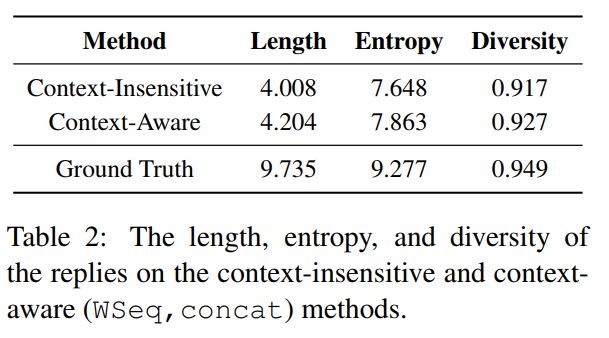 Method Length Entropy Diversity
Context-Insensitive 4.008 7.648 0.917
Context-Aware 4.204 7.863 0.927
Ground Truth 9.735 9.277 0.949
Table 2: The length, entropy, and diversity of
the replies on the context-insensitive and context-
aware (WSeq,concat) methods.